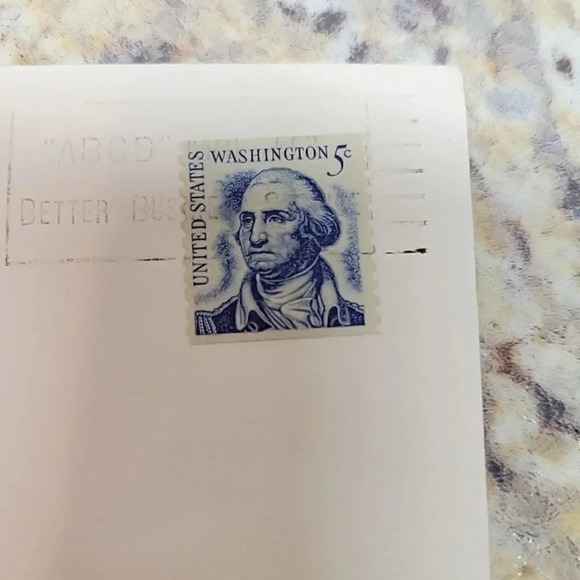 "ABCD"
BETTER
UNITED STATES
WASHINGTON 5c